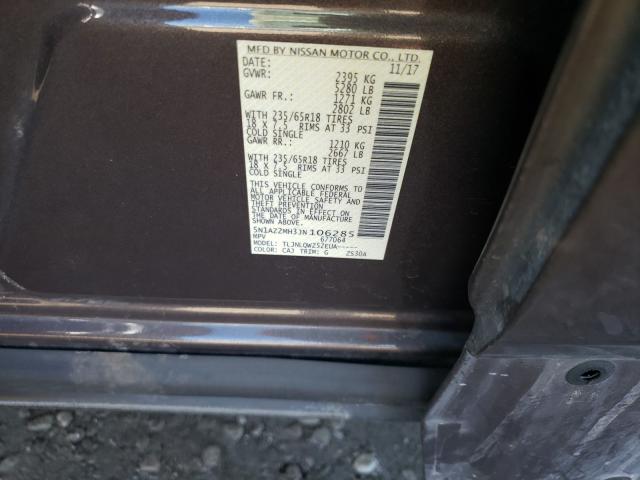 MFD BY NISSAN MOTOR CO., LTD.
DATE: 11/17
GVWR: 2395 KG
5280 LB
GAWR FR.: 1271 KG
2802 LB
WITH 235/65R18 TIRES
18 X 7.5 RIMS AT 33 PSI
COLD SINGLE
GAWR RR.: 1210 KG
2667 LB
WITH 235/65R18 TIRES
18 X 7.5 RIMS AT 33 PSI
COLD SINGLE
THIS VEHICLE CONFORMS TO
ALL APPLICABLE FEDERAL
MOTOR VEHICLE SAFETY AND
THEFT PREVENTION
STANDARDS IN EFFECT ON
THE DATE OF MANUFACTURE
SHOWN ABOVE.
5N1AZ2MH3JN106285
MPV 677064
MODEL: TLJNLQWZ52EUA-----
COLOR: CAJ TRIM: G ZS30A